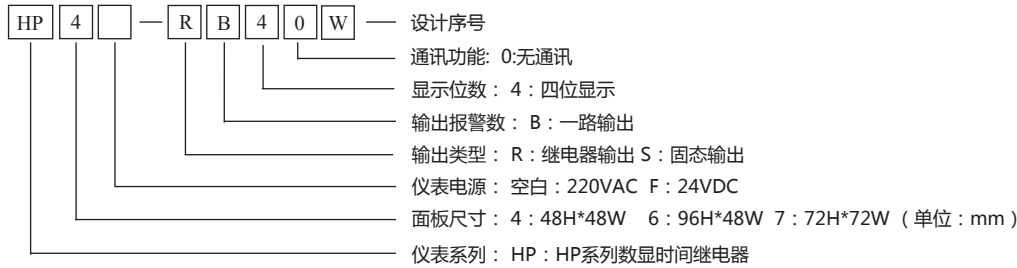 HP 4 — R B 4 0 W — 设计序号
通讯功能: 0:无通讯
显示位数：4：四位显示
输出报警数：B：一路输出
输出类型：R：继电器输出 S：固态输出
仪表电源：空白：220VAC F：24VDC
面板尺寸：4：48H*48W 6：96H*48W 7：72H*72W（单位：mm）
仪表系列：HP：HP系列数显时间继电器